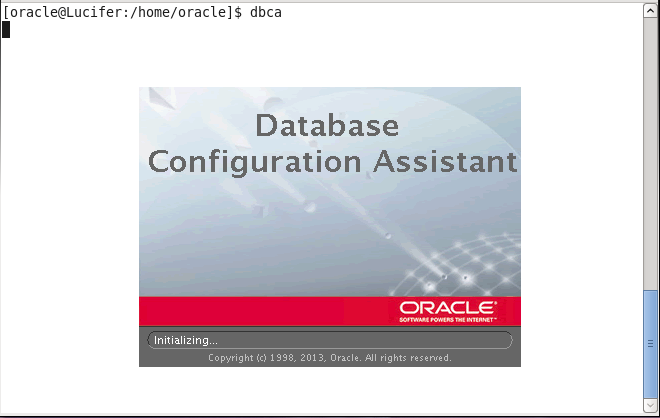 [oracle@Lucifer:/home/oracle]$ dbca
Database
Configuration Assistant
ORACLE®
SOFTWARE POWERS THE INTERNET™
Initializing...
Copyright (c) 1998, 2013, Oracle. All rights reserved.